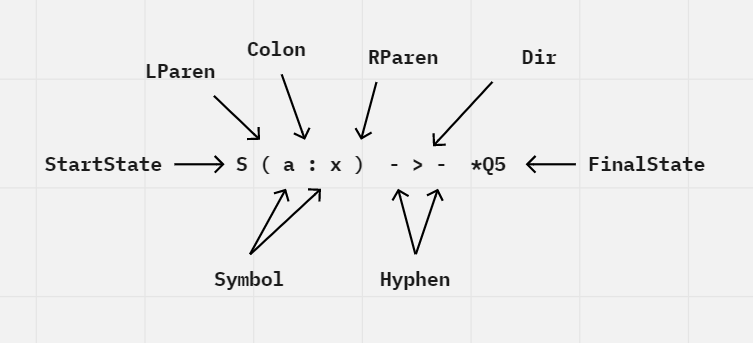 Colon
RParen
Dir
LParen
StartState
S ( a : x ) - > - *Q5
FinalState
Symbol
Hyphen